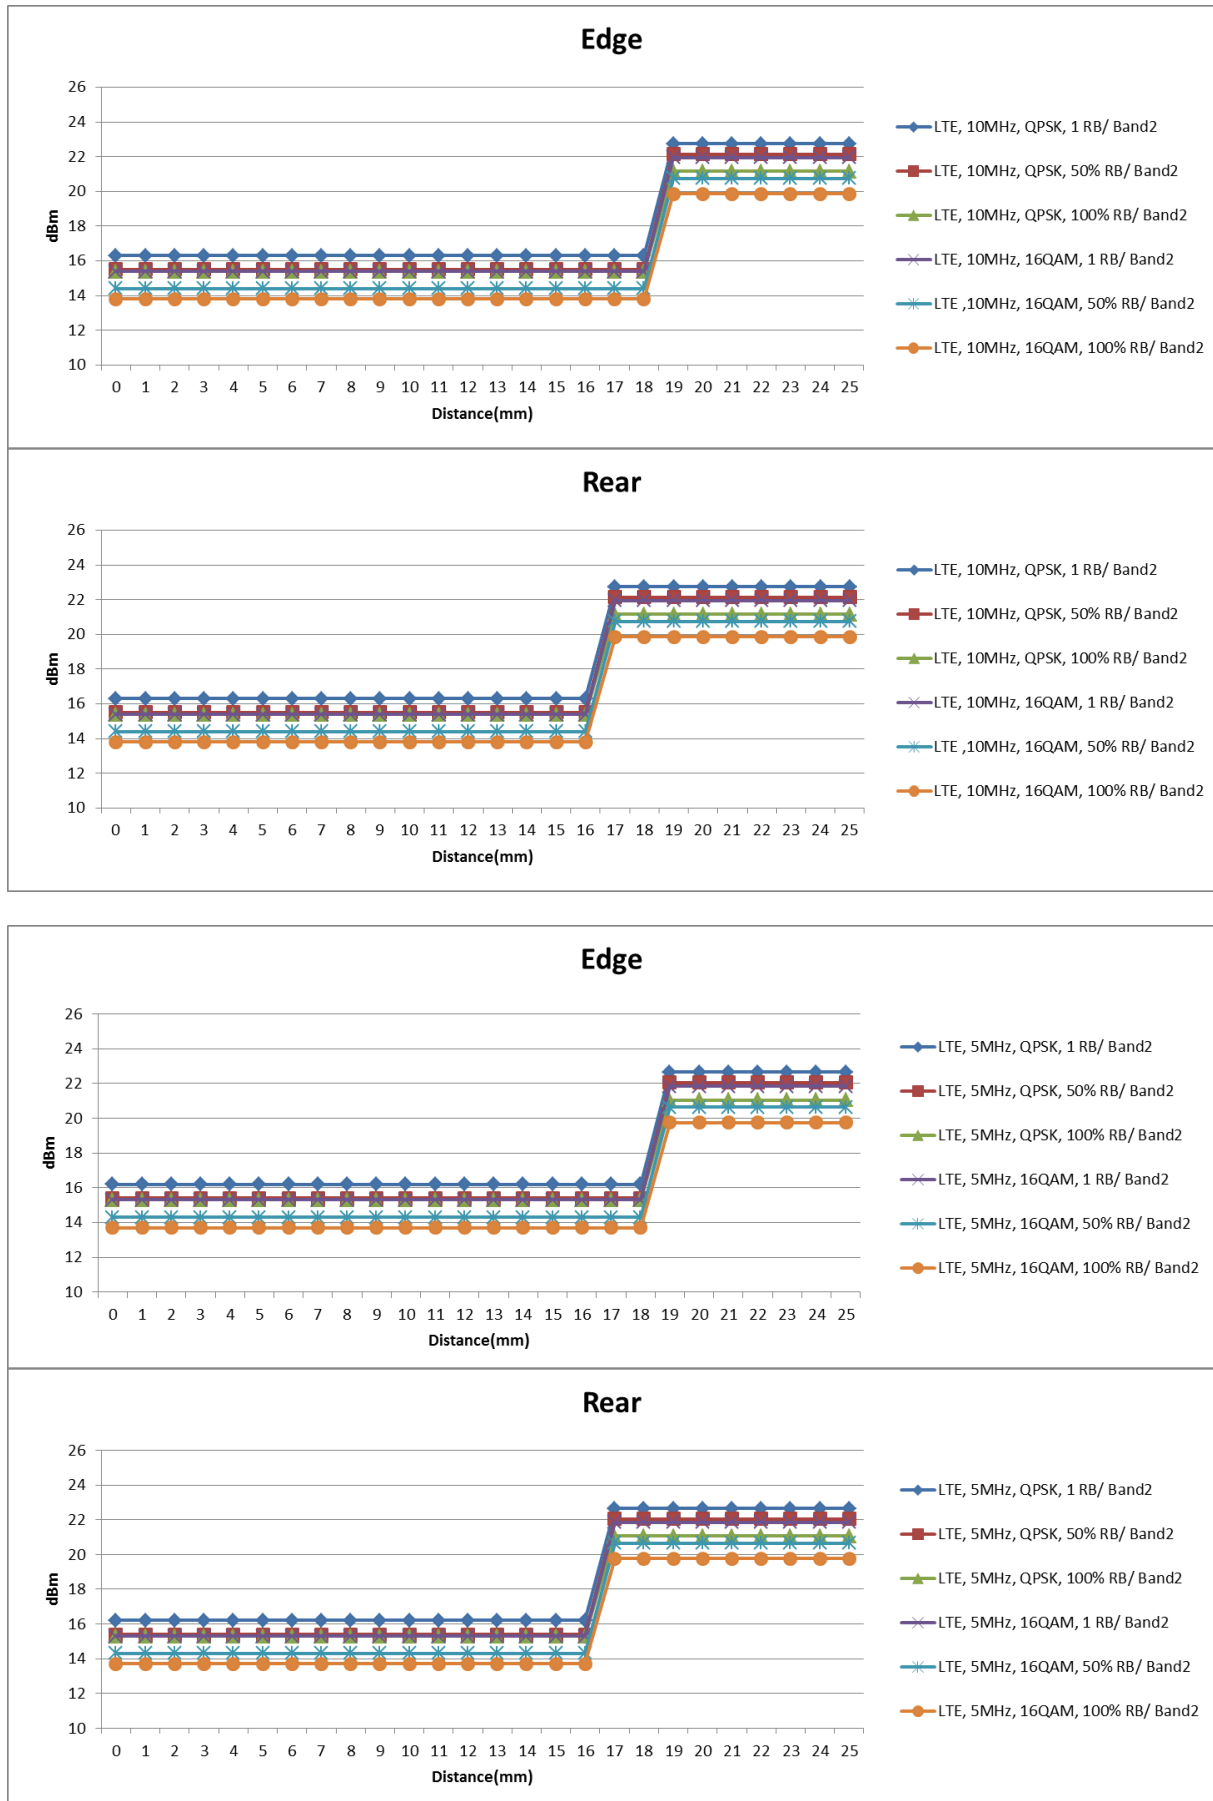 Edge
26
24
22
20
18
16
14
12
10
dBm
0 1 2 3 4 5 6 7 8 9 10 11 12 13 14 15 16 17 18 19 20 21 22 23 24 25
Distance(mm)
LTE, 10MHz, QPSK, 1 RB/ Band2
LTE, 10MHz, QPSK, 50% RB/ Band2
LTE, 10MHz, QPSK, 100% RB/ Band2
LTE, 10MHz, 16QAM, 1 RB/ Band2
LTE ,10MHz, 16QAM, 50% RB/ Band2
LTE, 10MHz, 16QAM, 100% RB/ Band2
Rear
26
24
22
20
18
16
14
12
10
dBm
0 1 2 3 4 5 6 7 8 9 10 11 12 13 14 15 16 17 18 19 20 21 22 23 24 25
Distance(mm)
LTE, 10MHz, QPSK, 1 RB/ Band2
LTE, 10MHz, QPSK, 50% RB/ Band2
LTE, 10MHz, QPSK, 100% RB/ Band2
LTE, 10MHz, 16QAM, 1 RB/ Band2
LTE ,10MHz, 16QAM, 50% RB/ Band2
LTE, 10MHz, 16QAM, 100% RB/ Band2
Edge
26
24
22
20
18
16
14
12
10
dBm
0 1 2 3 4 5 6 7 8 9 10 11 12 13 14 15 16 17 18 19 20 21 22 23 24 25
Distance(mm)
LTE, 5MHz, QPSK, 1 RB/ Band2
LTE, 5MHz, QPSK, 50% RB/ Band2
LTE, 5MHz, QPSK, 100% RB/ Band2
LTE, 5MHz, 16QAM, 1 RB/ Band2
LTE, 5MHz, 16QAM, 50% RB/ Band2
LTE, 5MHz, 16QAM, 100% RB/ Band2
Rear
26
24
22
20
18
16
14
12
10
dBm
0 1 2 3 4 5 6 7 8 9 10 11 12 13 14 15 16 17 18 19 20 21 22 23 24 25
Distance(mm)
LTE, 5MHz, QPSK, 1 RB/ Band2
LTE, 5MHz, QPSK, 50% RB/ Band2
LTE, 5MHz, QPSK, 100% RB/ Band2
LTE, 5MHz, 16QAM, 1 RB/ Band2
LTE, 5MHz, 16QAM, 50% RB/ Band2
LTE, 5MHz, 16QAM, 100% RB/ Band2